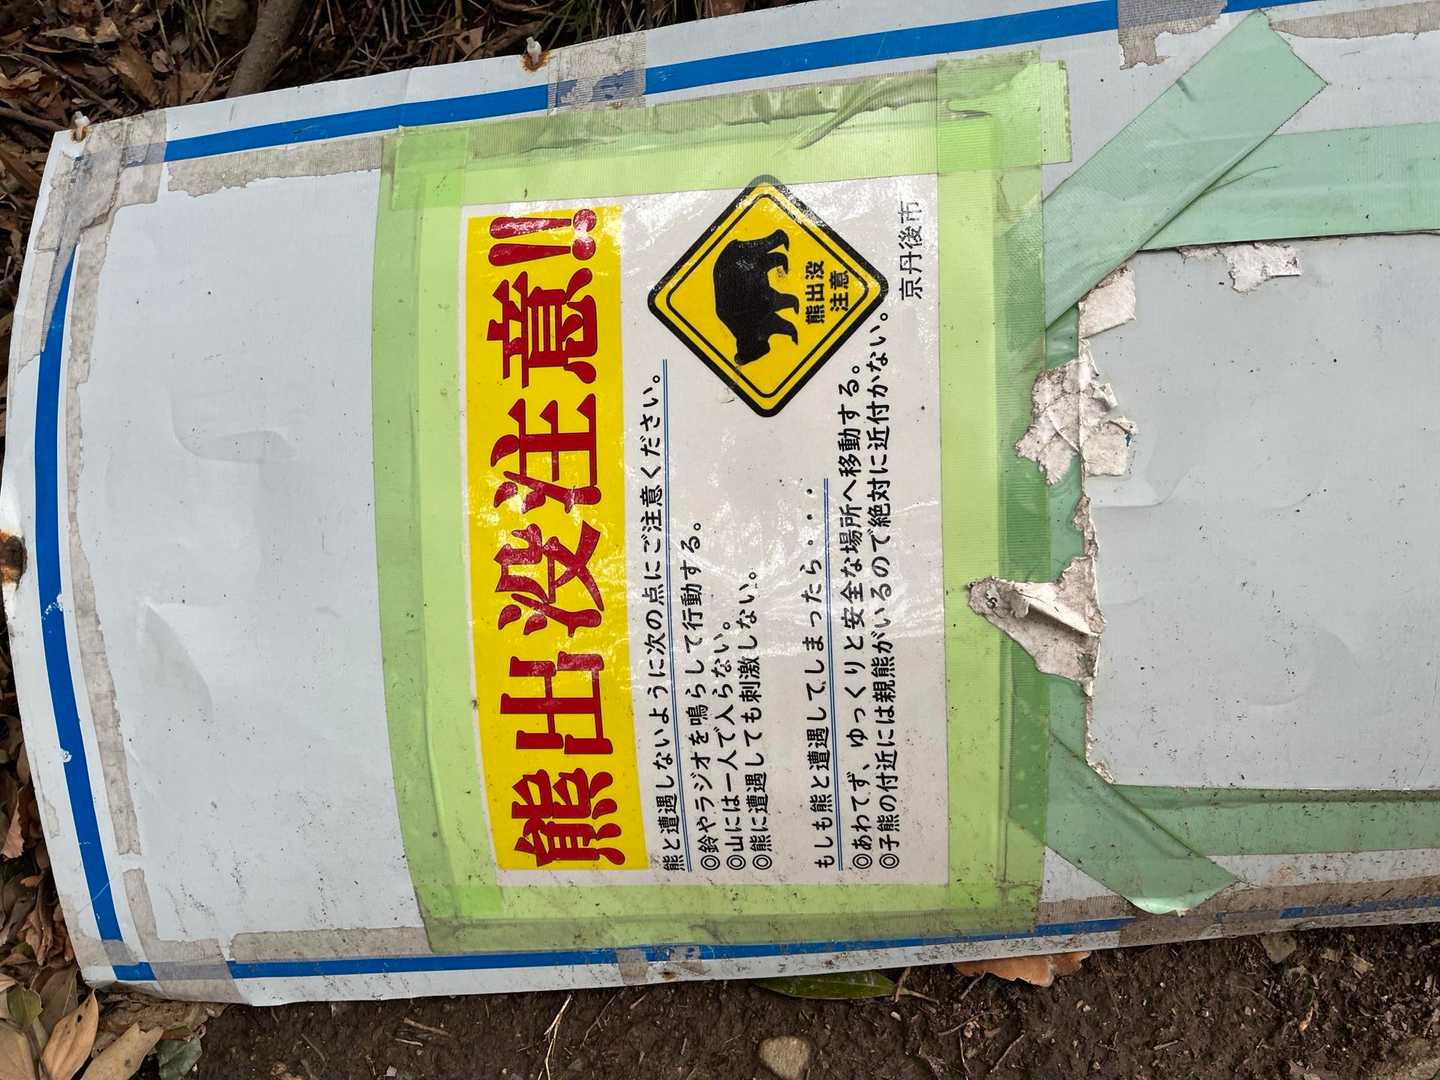 熊出没注意!!
熊と遭遇しないように次の点にご注意ください。
◎鈴やラジオを鳴らして行動する。
◎山には一人で入らない。
◎熊に遭遇しても刺激しない。
熊出没
注意
もしも熊と遭遇してしまったら・・・
◎あわてず、ゆっくりと安全な場所へ移動する。
◎子熊の付近には親熊がいるので絶対に近付かない。
京丹後市